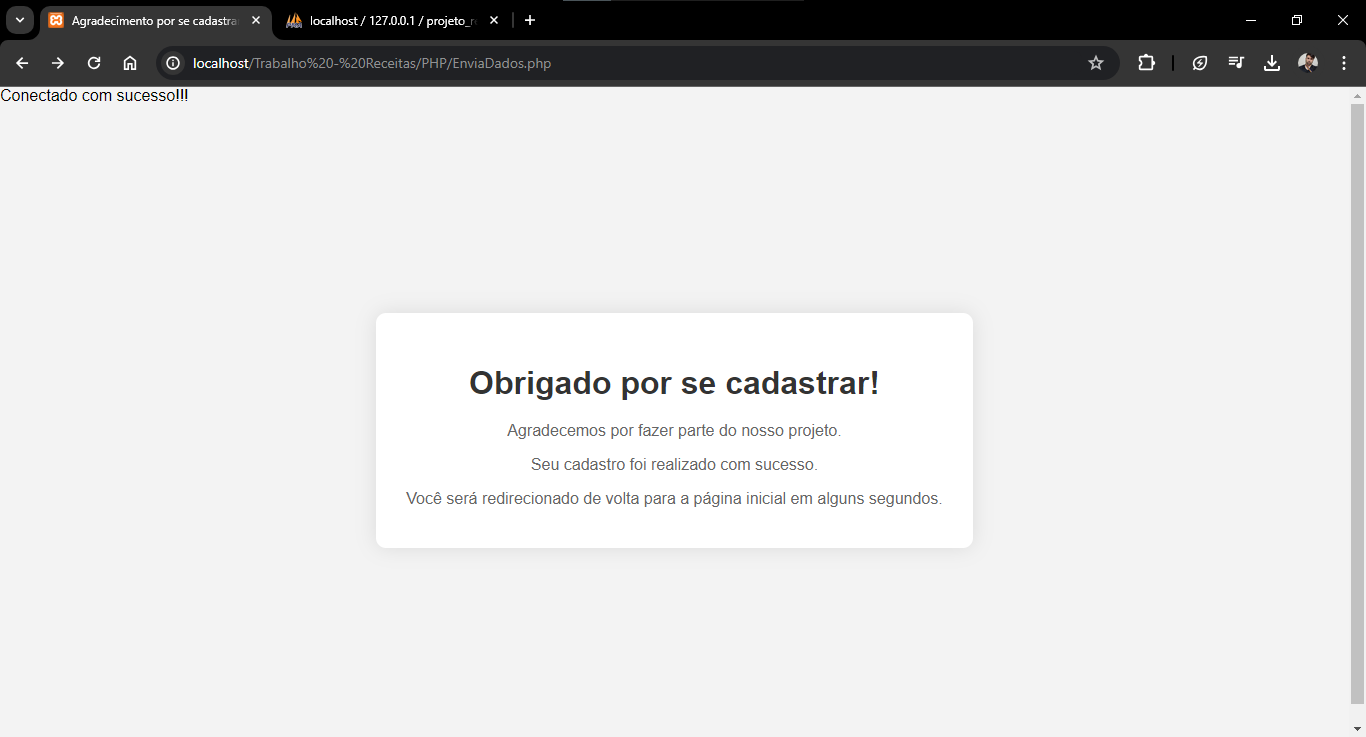 Agradecimento por se cadastrar
localhost / 127.0.0.1 / projeto_re
localhost/Trabalho%20-%20Receitas/PHP/EnviaDados.php
Conectado com sucesso!!!
Obrigado por se cadastrar!
Agradecemos por fazer parte do nosso projeto.
Seu cadastro foi realizado com sucesso.
Você será redirecionado de volta para a página inicial em alguns segundos.